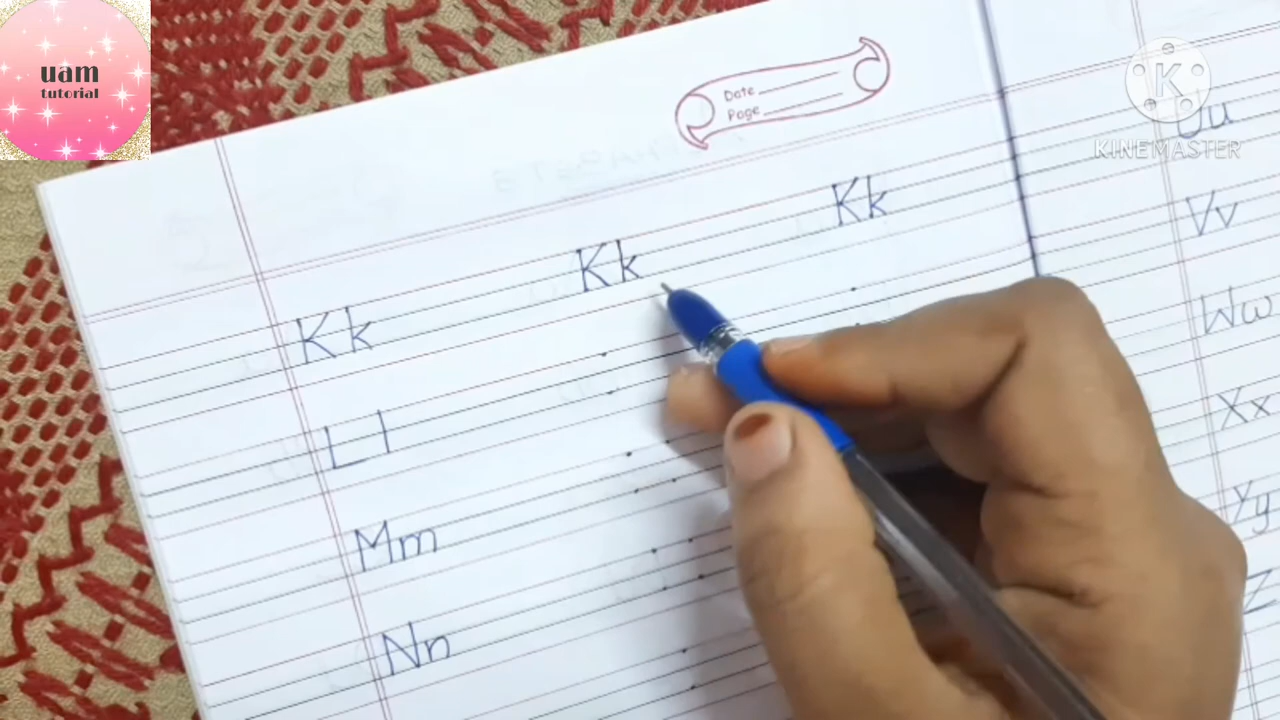 uam
tutorial
Date
Page
K
KINEMASTER
Kk Kk Kk
Ll
Mm
Nn
Uu
Vv
Ww
Xx
Yy
Z